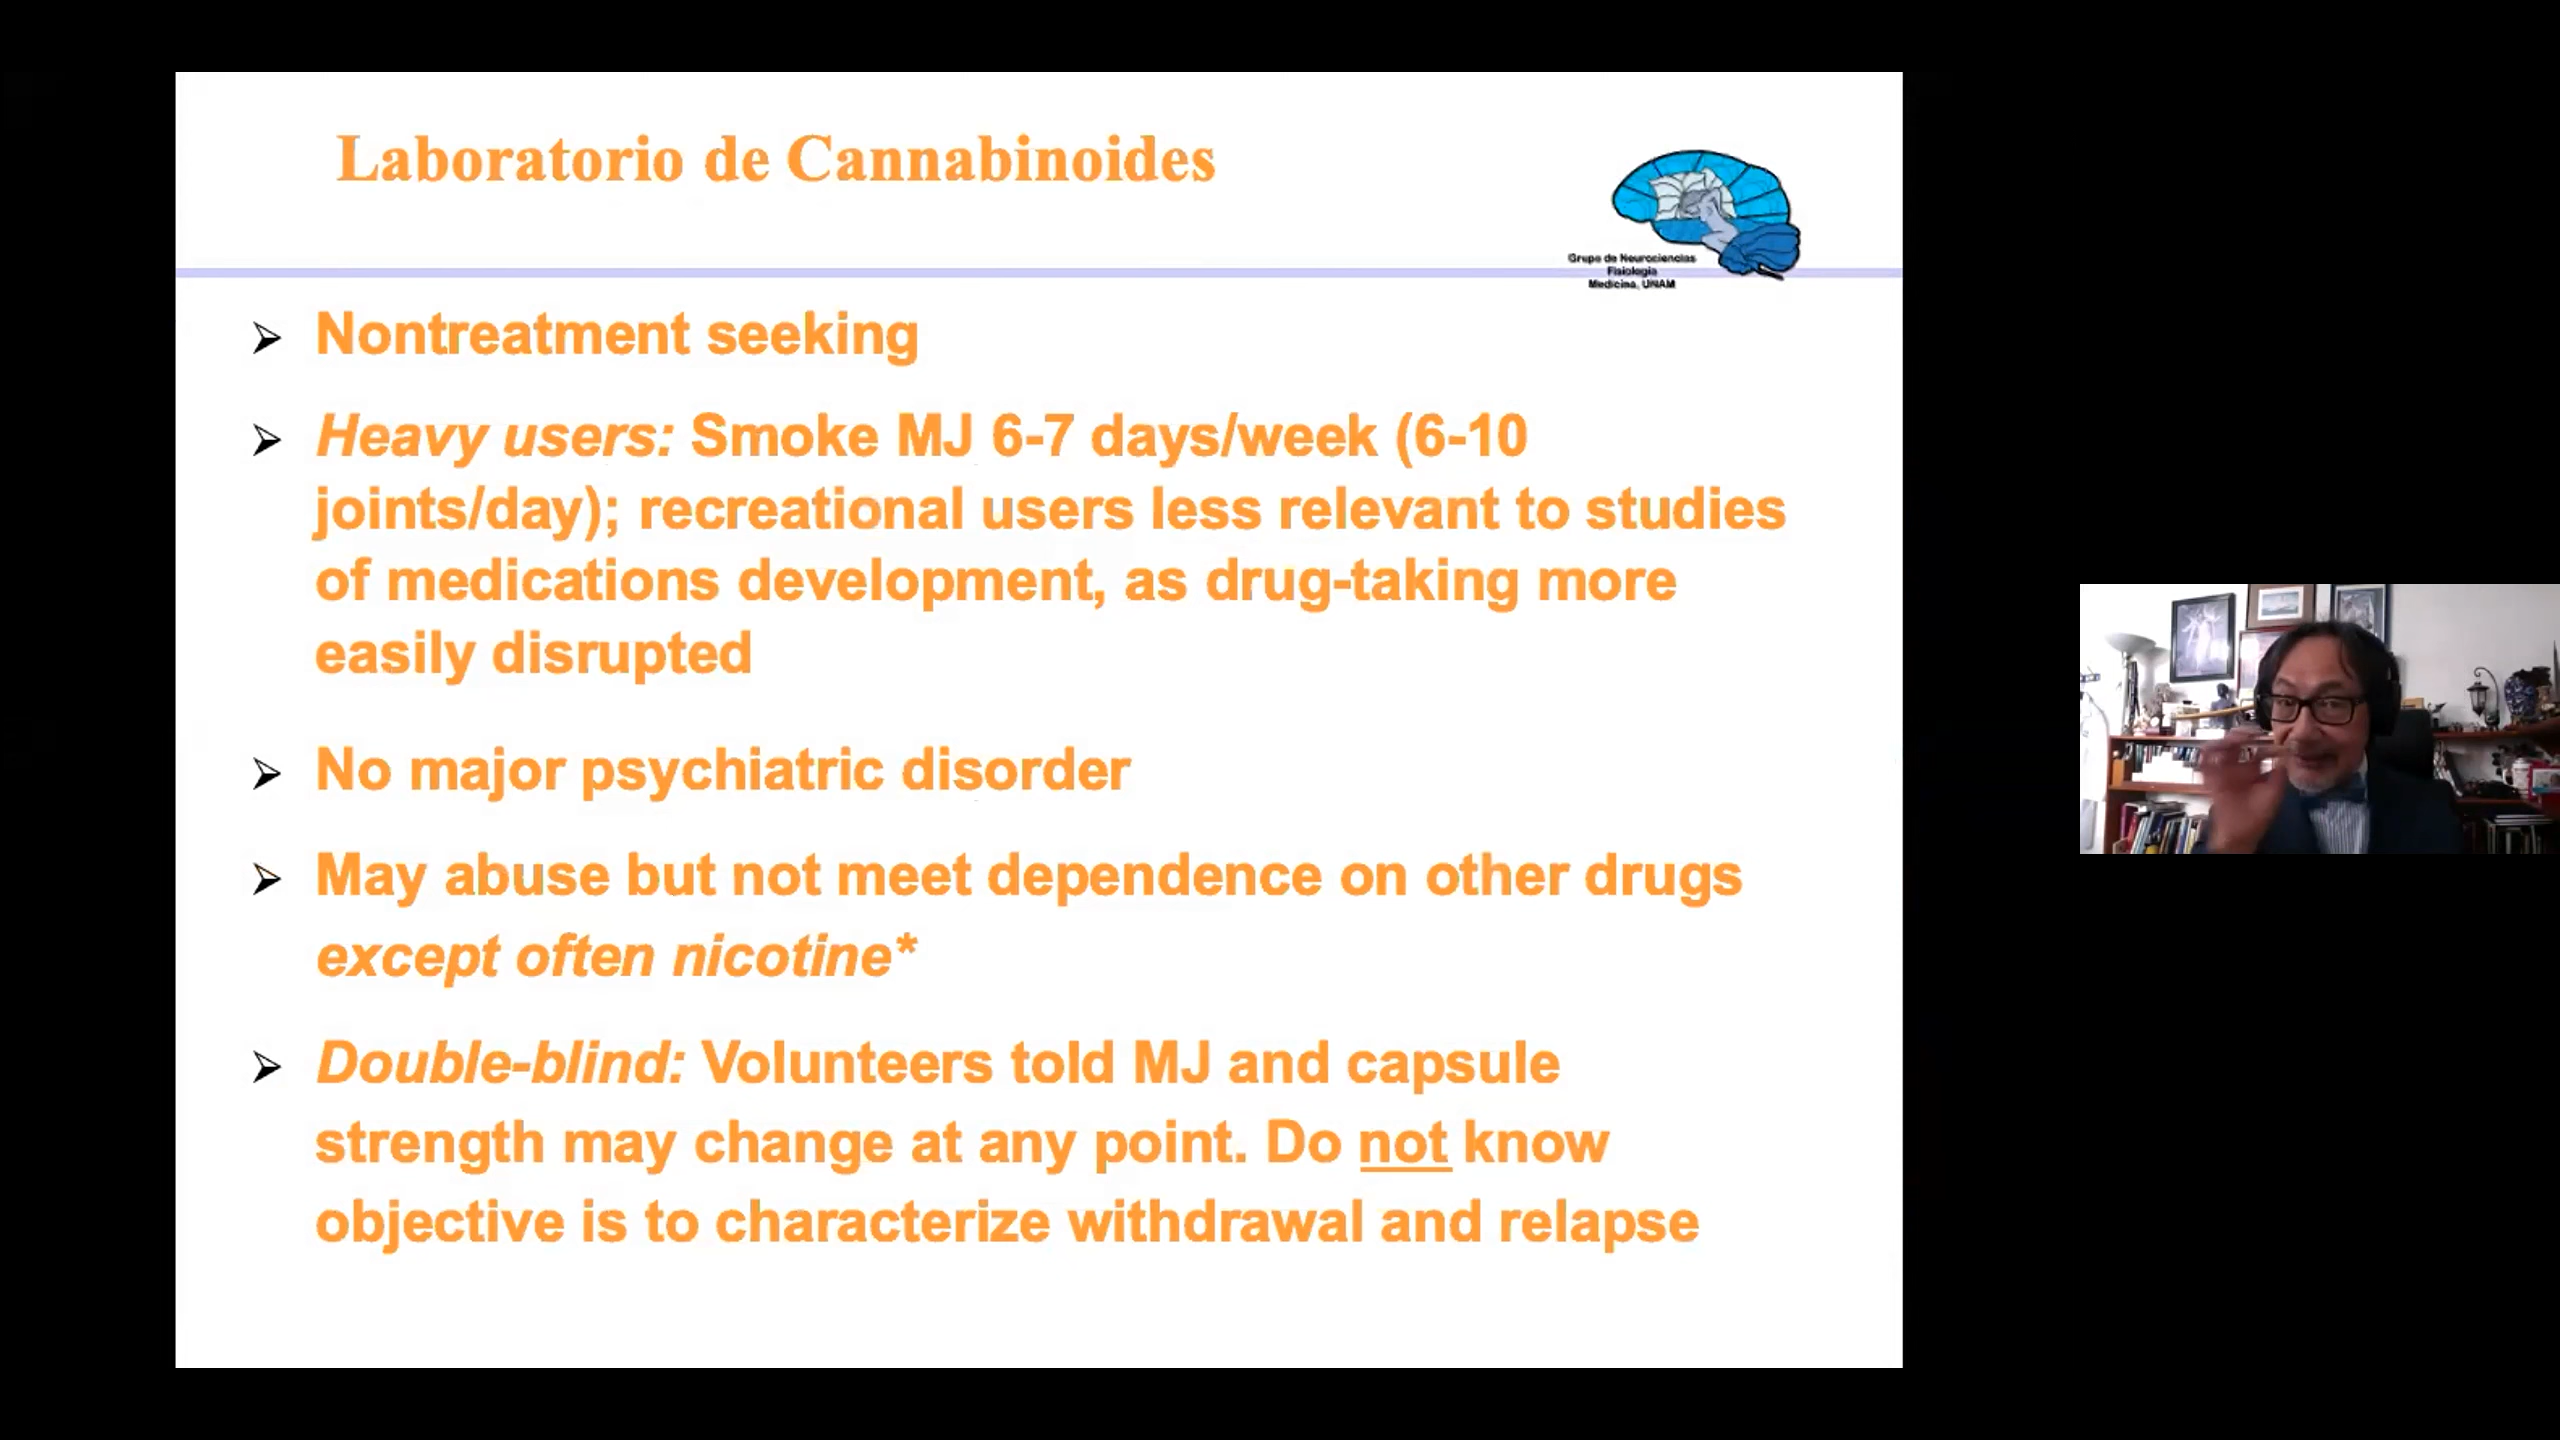 Laboratorio de Cannabinoides
Grupo de Neurociencias
Fisiología
Medicina, UNAM
➢ Nontreatment seeking
➢ Heavy users: Smoke MJ 6-7 days/week (6-10
joints/day); recreational users less relevant to studies
of medications development, as drug-taking more
easily disrupted
➢ No major psychiatric disorder
➢ May abuse but not meet dependence on other drugs
except often nicotine*
➢ Double-blind: Volunteers told MJ and capsule
strength may change at any point. Do not know
objective is to characterize withdrawal and relapse